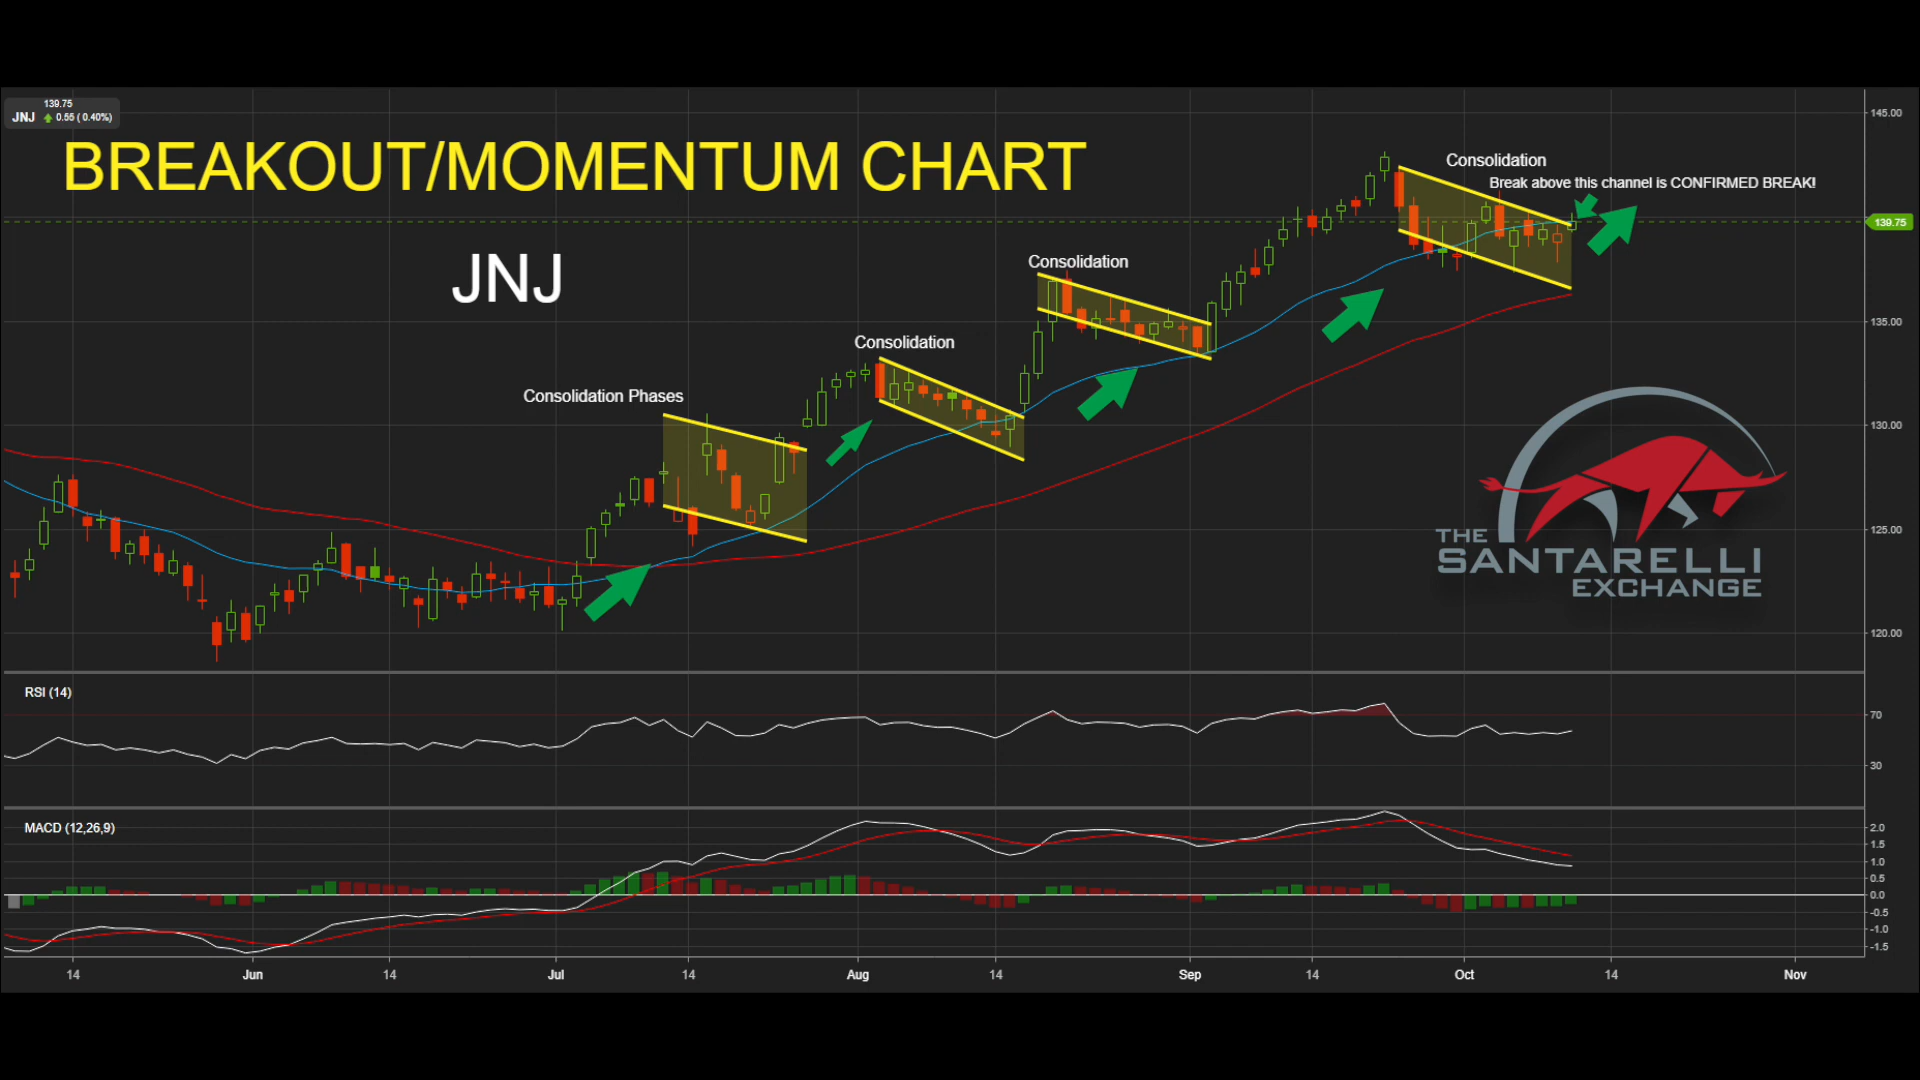 139.75
JNJ 0.55 ( 0.40%)
BREAKOUT/MOMENTUM CHART
JNJ
Consolidation Phases
Consolidation
Consolidation
Consolidation
Break above this channel is CONFIRMED BREAK!
145.00
139.75
135.00
130.00
125.00
120.00
THE
SANTARELLI
EXCHANGE
RSI (14)
70
30
MACD (12,26,9)
2.0
1.5
1.0
0.5
0.0
-0.5
-1.0
-1.5
14 Jun 14 Jul 14 Aug 14 Sep 14 Oct 14 Nov